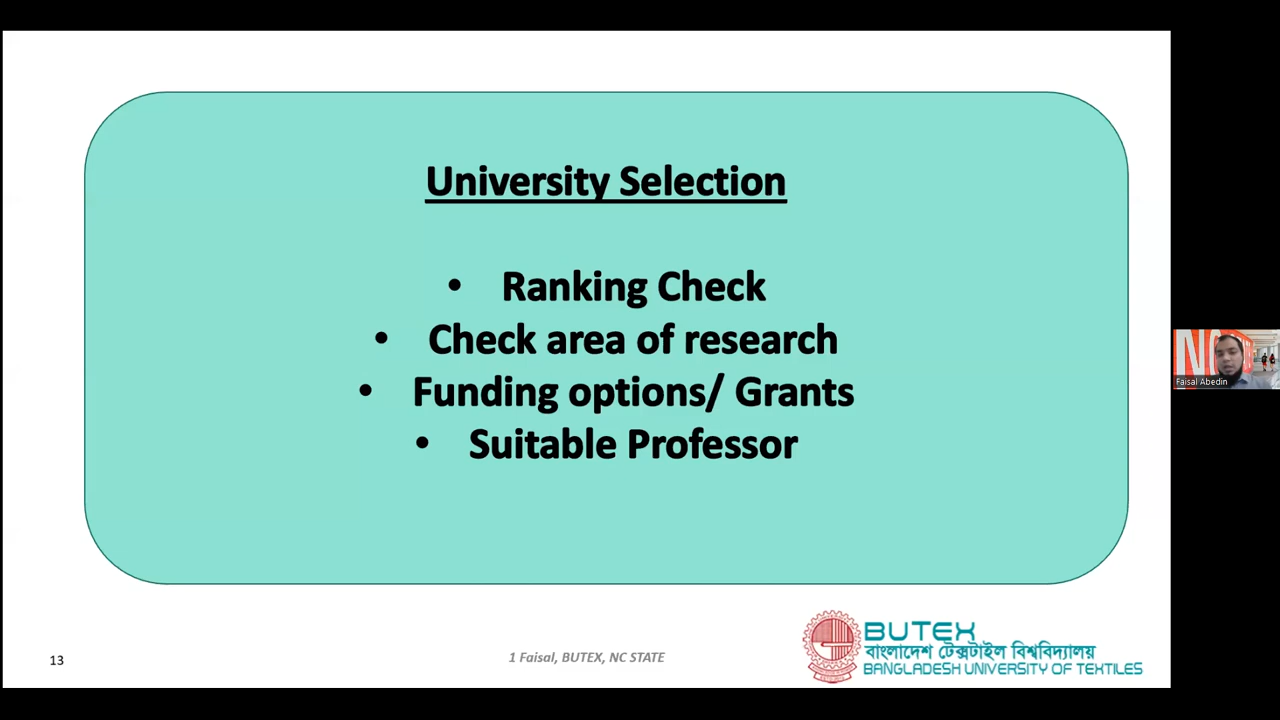 University Selection
• Ranking Check
• Check area of research
• Funding options/ Grants
• Suitable Professor
Faisal Abedin
13
1 Faisal, BUTEX, NC STATE
BUTEX
বাংলাদেশ টেক্সটাইল বিশ্ববিদ্যালয়
BANGLADESH UNIVERSITY OF TEXTILES